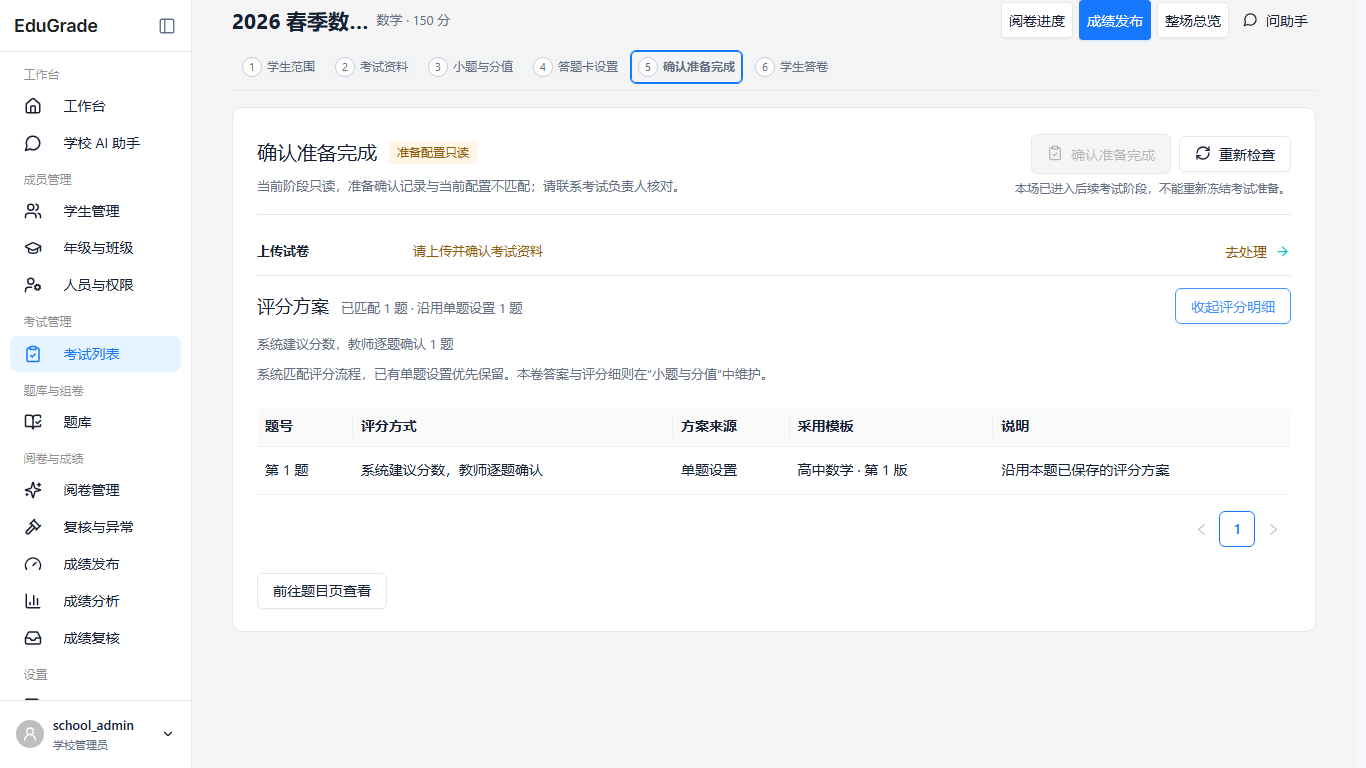 EduGrade
工作台
工作台
学校 AI 助手
成员管理
学生管理
年级与班级
人员与权限
考试管理
考试列表
题库与组卷
题库
阅卷与成绩
阅卷管理
复核与异常
成绩发布
成绩分析
成绩复核
设置
school_admin
学校管理员
2026 春季数... 数学 · 150 分
阅卷进度 成绩发布 整场总览 问助手
1 学生范围 2 考试资料 3 小题与分值 4 答题卡设置 5 确认准备完成 6 学生答卷
确认准备完成 准备配置只读 确认准备完成 重新检查
当前阶段只读，准备确认记录与当前配置不匹配；请联系考试负责人核对。 本场已进入后续考试阶段，不能重新冻结考试准备。
上传试卷 请上传并确认考试资料 去处理
评分方案 已匹配 1 题 · 沿用单题设置 1 题 收起评分明细
系统建议分数，教师逐题确认 1 题
系统匹配评分流程，已有单题设置优先保留。本卷答案与评分细则在“小题与分值”中维护。
题号 评分方式 方案来源 采用模板 说明
第 1 题 系统建议分数，教师逐题确认 单题设置 高中数学 · 第 1 版 沿用本题已保存的评分方案
1
前往题目页查看